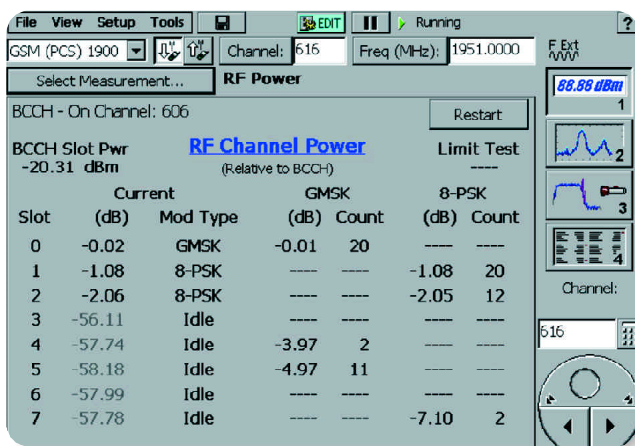 File View Setup Tools EDIT Running ?
GSM (PCS) 1900 Channel: 616 Freq (MHz): 1951.0000 F Ext
Select Measurement... RF Power
88.88 dBm
1
BCCH - On Channel: 606 Restart
BCCH Slot Pwr RF Channel Power Limit Test
-20.31 dBm (Relative to BCCH) ----
2
Current GMSK 8-PSK
Slot (dB) Mod Type (dB) Count (dB) Count
3
0 -0.02 GMSK -0.01 20 ---- ----
1 -1.08 8-PSK ---- ---- -1.08 20
4
2 -2.06 8-PSK ---- ---- -2.05 12
Channel:
3 -56.11 Idle ---- ---- ---- ----
616
4 -57.74 Idle -3.97 2 ---- ----
5 -58.18 Idle -4.97 11 ---- ----
6 -57.99 Idle ---- ---- ---- ----
7 -57.78 Idle ---- ---- -7.10 2